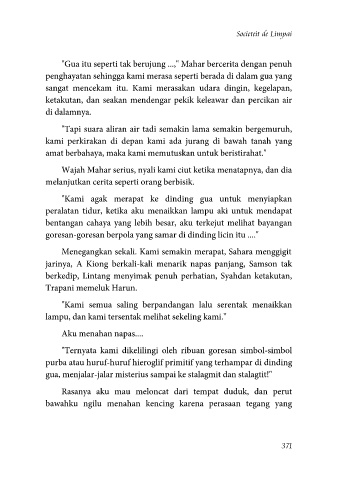 Societeit de Limpai
"Gua itu seperti tak berujung ...," Mahar bercerita dengan penuh
penghayatan sehingga kami merasa seperti berada di dalam gua yang
sangat mencekam itu. Kami merasakan udara dingin, kegelapan,
ketakutan, dan seakan mendengar pekik keleawar dan percikan air
di dalamnya.
"Tapi suara aliran air tadi semakin lama semakin bergemuruh,
kami perkirakan di depan kami ada jurang di bawah tanah yang
amat berbahaya, maka kami memutuskan untuk beristirahat."
Wajah Mahar serius, nyali kami ciut ketika menatapnya, dan dia
melanjutkan cerita seperti orang berbisik.
"Kami agak merapat ke dinding gua untuk menyiapkan
peralatan tidur, ketika aku menaikkan lampu aki untuk mendapat
bentangan cahaya yang lebih besar, aku terkejut melihat bayangan
goresan-goresan berpola yang samar di dinding licin itu ...."
Menegangkan sekali. Kami semakin merapat, Sahara menggigit
jarinya, A Kiong berkali-kali menarik napas panjang, Samson tak
berkedip, Lintang menyimak penuh perhatian, Syahdan ketakutan,
Trapani memeluk Harun.
"Kami semua saling berpandangan lalu serentak menaikkan
lampu, dan kami tersentak melihat sekeling kami."
Aku menahan napas....
"Ternyata kami dikelilingi oleh ribuan goresan simbol-simbol
purba atau huruf-huruf hieroglif primitif yang terhampar di dinding
gua, menjalar-jalar misterius sampai ke stalagmit dan stalagtit!"
Rasanya aku mau meloncat dari tempat duduk, dan perut
bawahku ngilu menahan kencing karena perasaan tegang yang
371